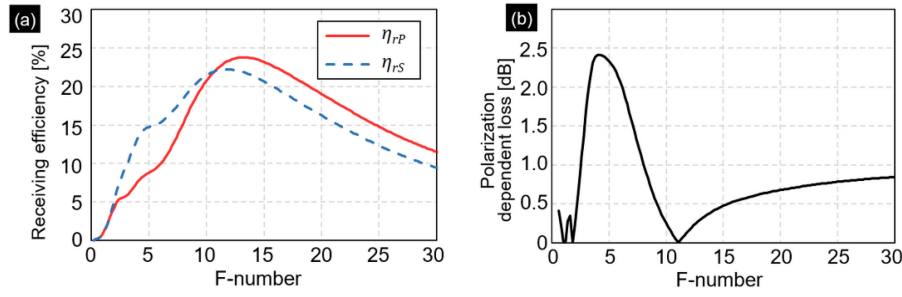 (a)
30
25
20
15
10
5
0
Receiving efficiency [%]
ηrP
ηrS
0 5 10 15 20 25 30
F-number
(b)
2.5
2.0
1.5
1.0
0.5
0
Polarization
dependent loss [dB]
0 5 10 15 20 25 30
F-number